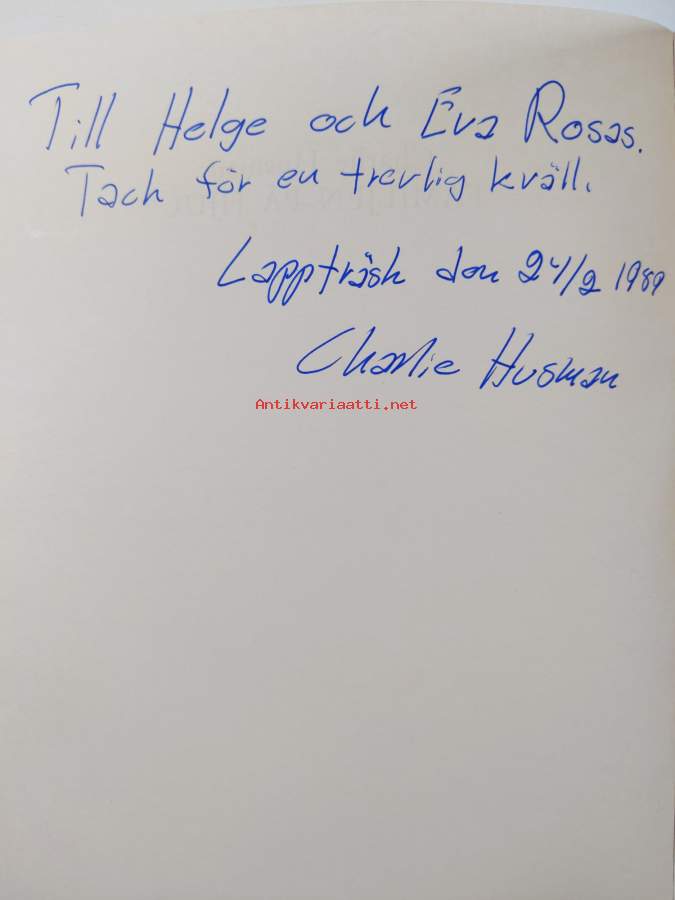 Till Helge och Eva Rosas.
Tack för en trevlig kväll.
Lappträsk den 24/2 1989
Charlie Husman
Antikvariaatti.net